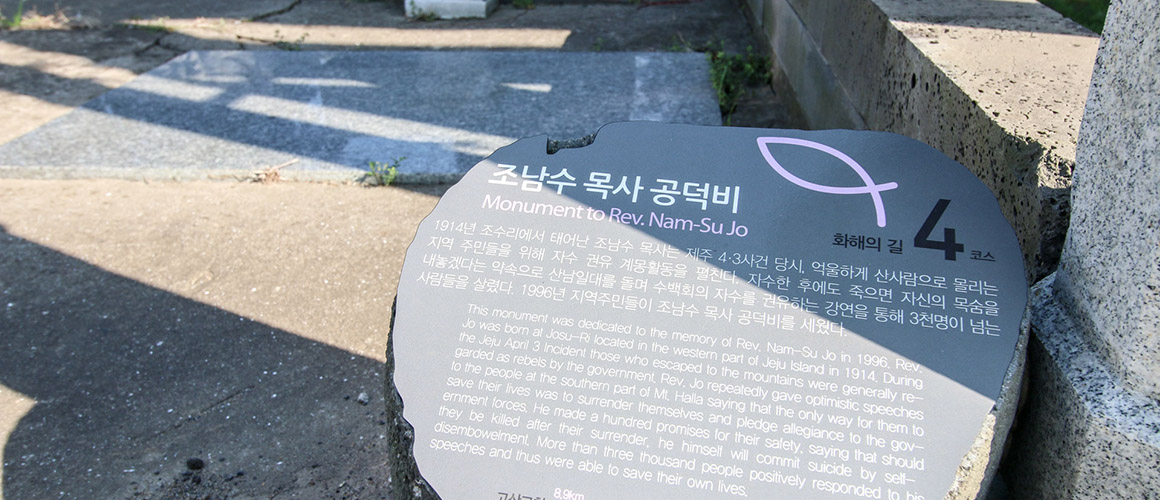 조남수 목사 공덕비
Monument to Rev. Nam-Su Jo
화해의 길 4 코스
1914년 조수리에서 태어난 조남수 목사는 제주 4·3사건 당시, 억울하게 산사람으로 몰리는
지역 주민들을 위해 자수 권유 계몽활동을 펼친다. 자수한 후에도 죽으면 자신의 목숨을
내놓겠다는 약속으로 산남일대를 돌며 수백회의 자수를 권유하는 강연을 통해 3천명이 넘는
사람들을 살렸다. 1996년 지역주민들이 조남수 목사 공덕비를 세웠다.
This monument was dedicated to the memory of Rev. Nam-Su Jo in 1996. Rev.
Jo was born at Josu-Ri located in the western part of Jeju Island in 1914. During
the Jeju April 3 Incident those who escaped to the mountains were generally re-
garded as rebels by the government. Rev. Jo repeatedly gave optimistic speeches
to the people at the southern part of Mt. Halla saying that the only way for them to
save their lives was to surrender themselves and pledge allegiance to the gov-
ernment forces. He made a hundred promises for their safety, saying that should
they be killed after their surrender, he himself will commit suicide by self-
disembowelment. More than three thousand people positively responded to his
speeches and thus were able to save their own lives.
8.9km